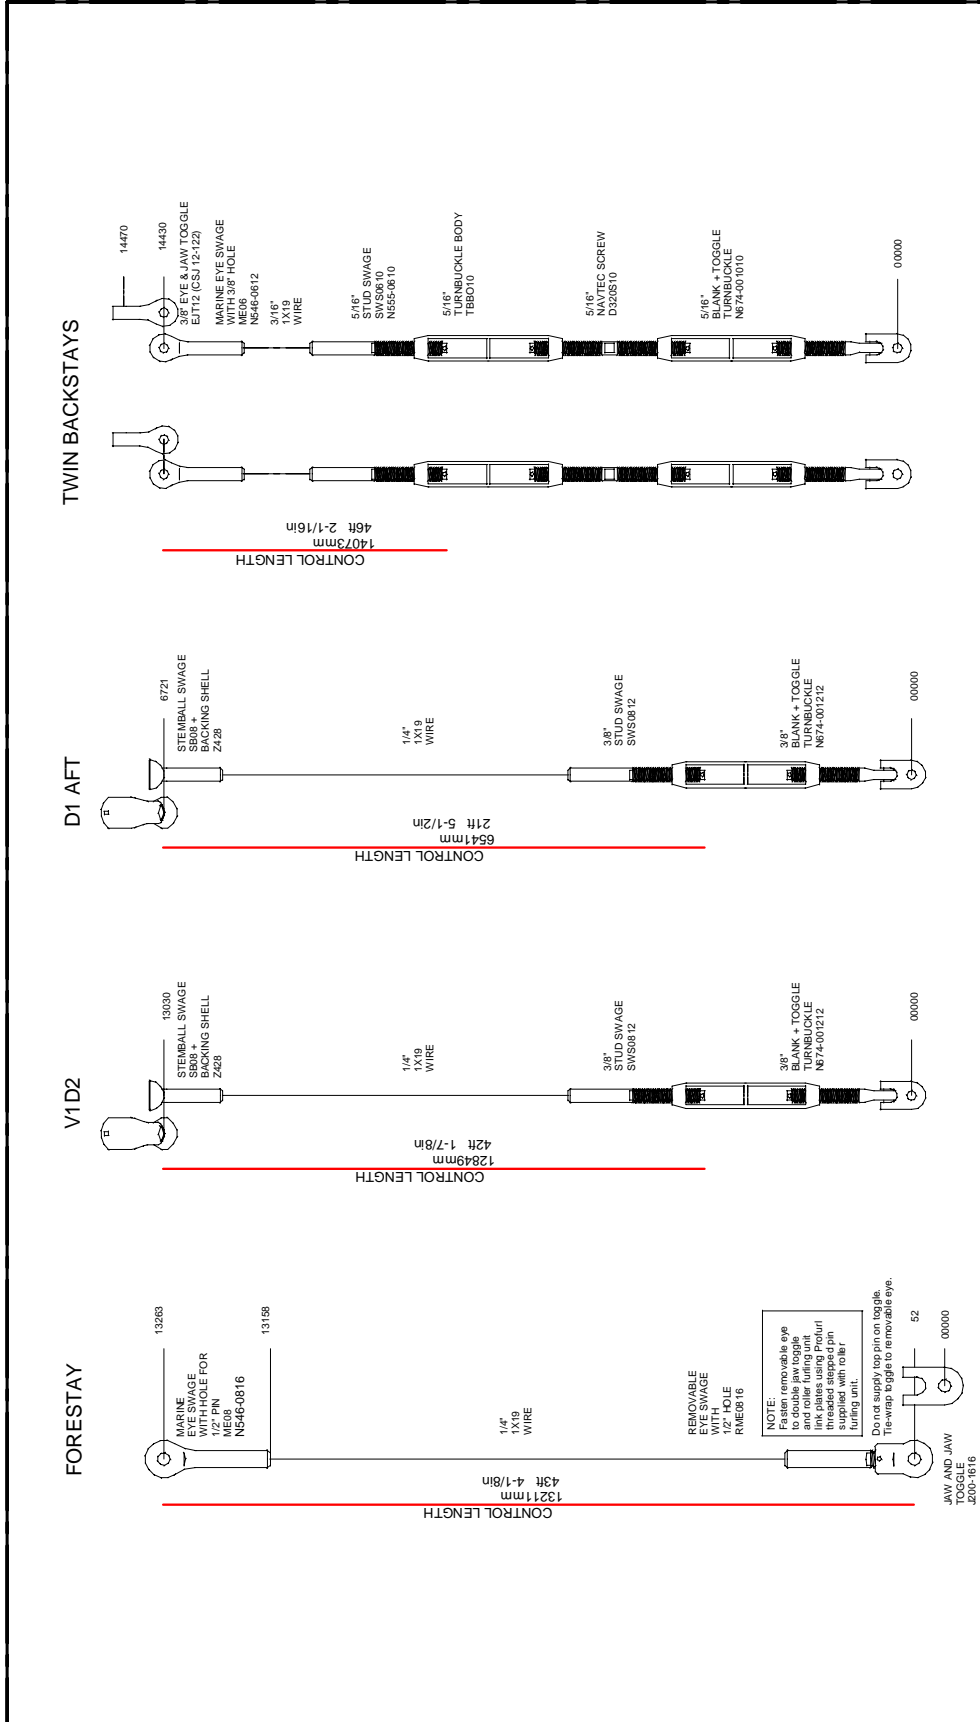 TWIN BACKSTAYS
14470
14430
3/8" EYE & JAW TOGGLE
EJT12 (CSJ 12-122)
MARINE EYE SWAGE
WITH 3/8" HOLE
ME06
N546-0612
3/16"
1X19
WIRE
5/16"
STUD SWAGE
SWS0610
N555-0610
5/16"
TURNBUCKLE BODY
TBBO10
5/16"
NAVTEC SCREW
D320S10
5/16"
BLANK + TOGGLE
TURNBUCKLE
N674-001010
00000
CONTROL LENGTH
14073mm
46ft 2-1/16in
D1 AFT
6721
STEMBALL SWAGE
SB08 +
BACKING SHELL
Z428
1/4"
1X19
WIRE
3/8"
STUD SWAGE
SWS0812
3/8"
BLANK + TOGGLE
TURNBUCKLE
N674-001212
00000
CONTROL LENGTH
6541mm
21ft 5-1/2in
V1 D2
13030
STEMBALL SWAGE
SB08 +
BACKING SHELL
Z428
1/4"
1X19
WIRE
3/8"
STUD SWAGE
SWS0812
3/8"
BLANK + TOGGLE
TURNBUCKLE
N674-001212
00000
CONTROL LENGTH
12849mm
42ft 1-7/8in
FORESTAY
13263
MARINE
EYE SWAGE
WITH HOLE FOR
1/2" PIN
ME08
N546-0816
13158
1/4"
1X19
WIRE
REMOVABLE
EYE SWAGE
WITH
1/2" HOLE
RME0816
NOTE:
Fasten removable eye
to double jaw toggle
and roller furling unit
link plates using Profurl
threaded stepped pin
supplied with roller
furling unit.
Do not supply top pin on toggle.
Tie-wrap toggle to removable eye.
52
00000
JAW AND JAW
TOGGLE
J200-1616
CONTROL LENGTH
13211mm
43ft 4-1/8in